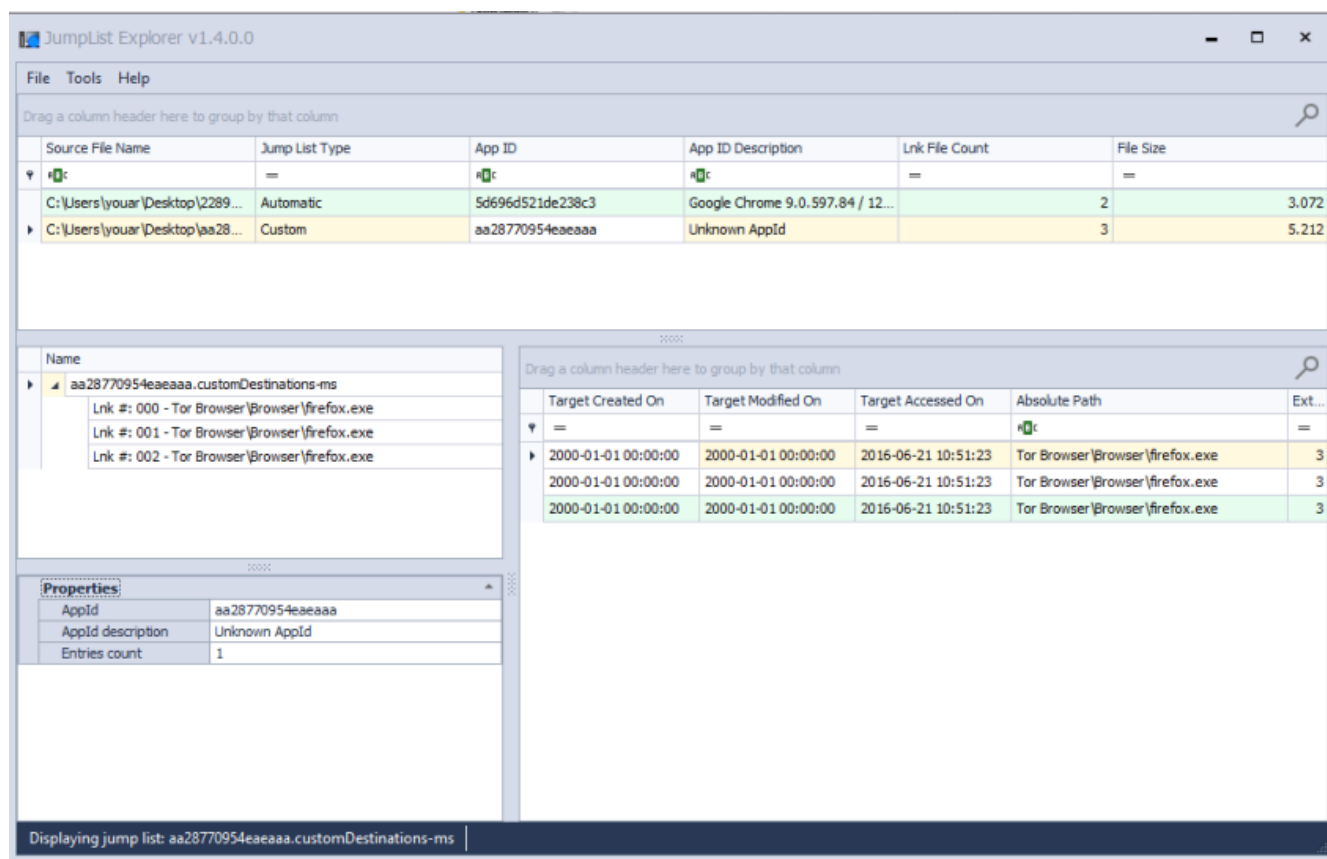 JumpList Explorer v1.4.0.0
File Tools Help
Drag a column header here to group by that column
Source File Name Jump List Type App ID App ID Description Lnk File Count File Size
= = =
C:\Users\youar\Desktop\2289... Automatic 5d696d521de238c3 Google Chrome 9.0.597.84 / 12... 2 3.072
C:\Users\youar\Desktop\aa28... Custom aa28770954eaeaaa Unknown AppId 3 5.212
Name
aa28770954eaeaaa.customDestinations-ms
Lnk #: 000 - Tor Browser\Browser\firefox.exe
Lnk #: 001 - Tor Browser\Browser\firefox.exe
Lnk #: 002 - Tor Browser\Browser\firefox.exe
Drag a column header here to group by that column
Target Created On Target Modified On Target Accessed On Absolute Path Ext...
= = = =
2000-01-01 00:00:00 2000-01-01 00:00:00 2016-06-21 10:51:23 Tor Browser\Browser\firefox.exe 3
2000-01-01 00:00:00 2000-01-01 00:00:00 2016-06-21 10:51:23 Tor Browser\Browser\firefox.exe 3
2000-01-01 00:00:00 2000-01-01 00:00:00 2016-06-21 10:51:23 Tor Browser\Browser\firefox.exe 3
Properties
AppId aa28770954eaeaaa
AppId description Unknown AppId
Entries count 1
Displaying jump list: aa28770954eaeaaa.customDestinations-ms